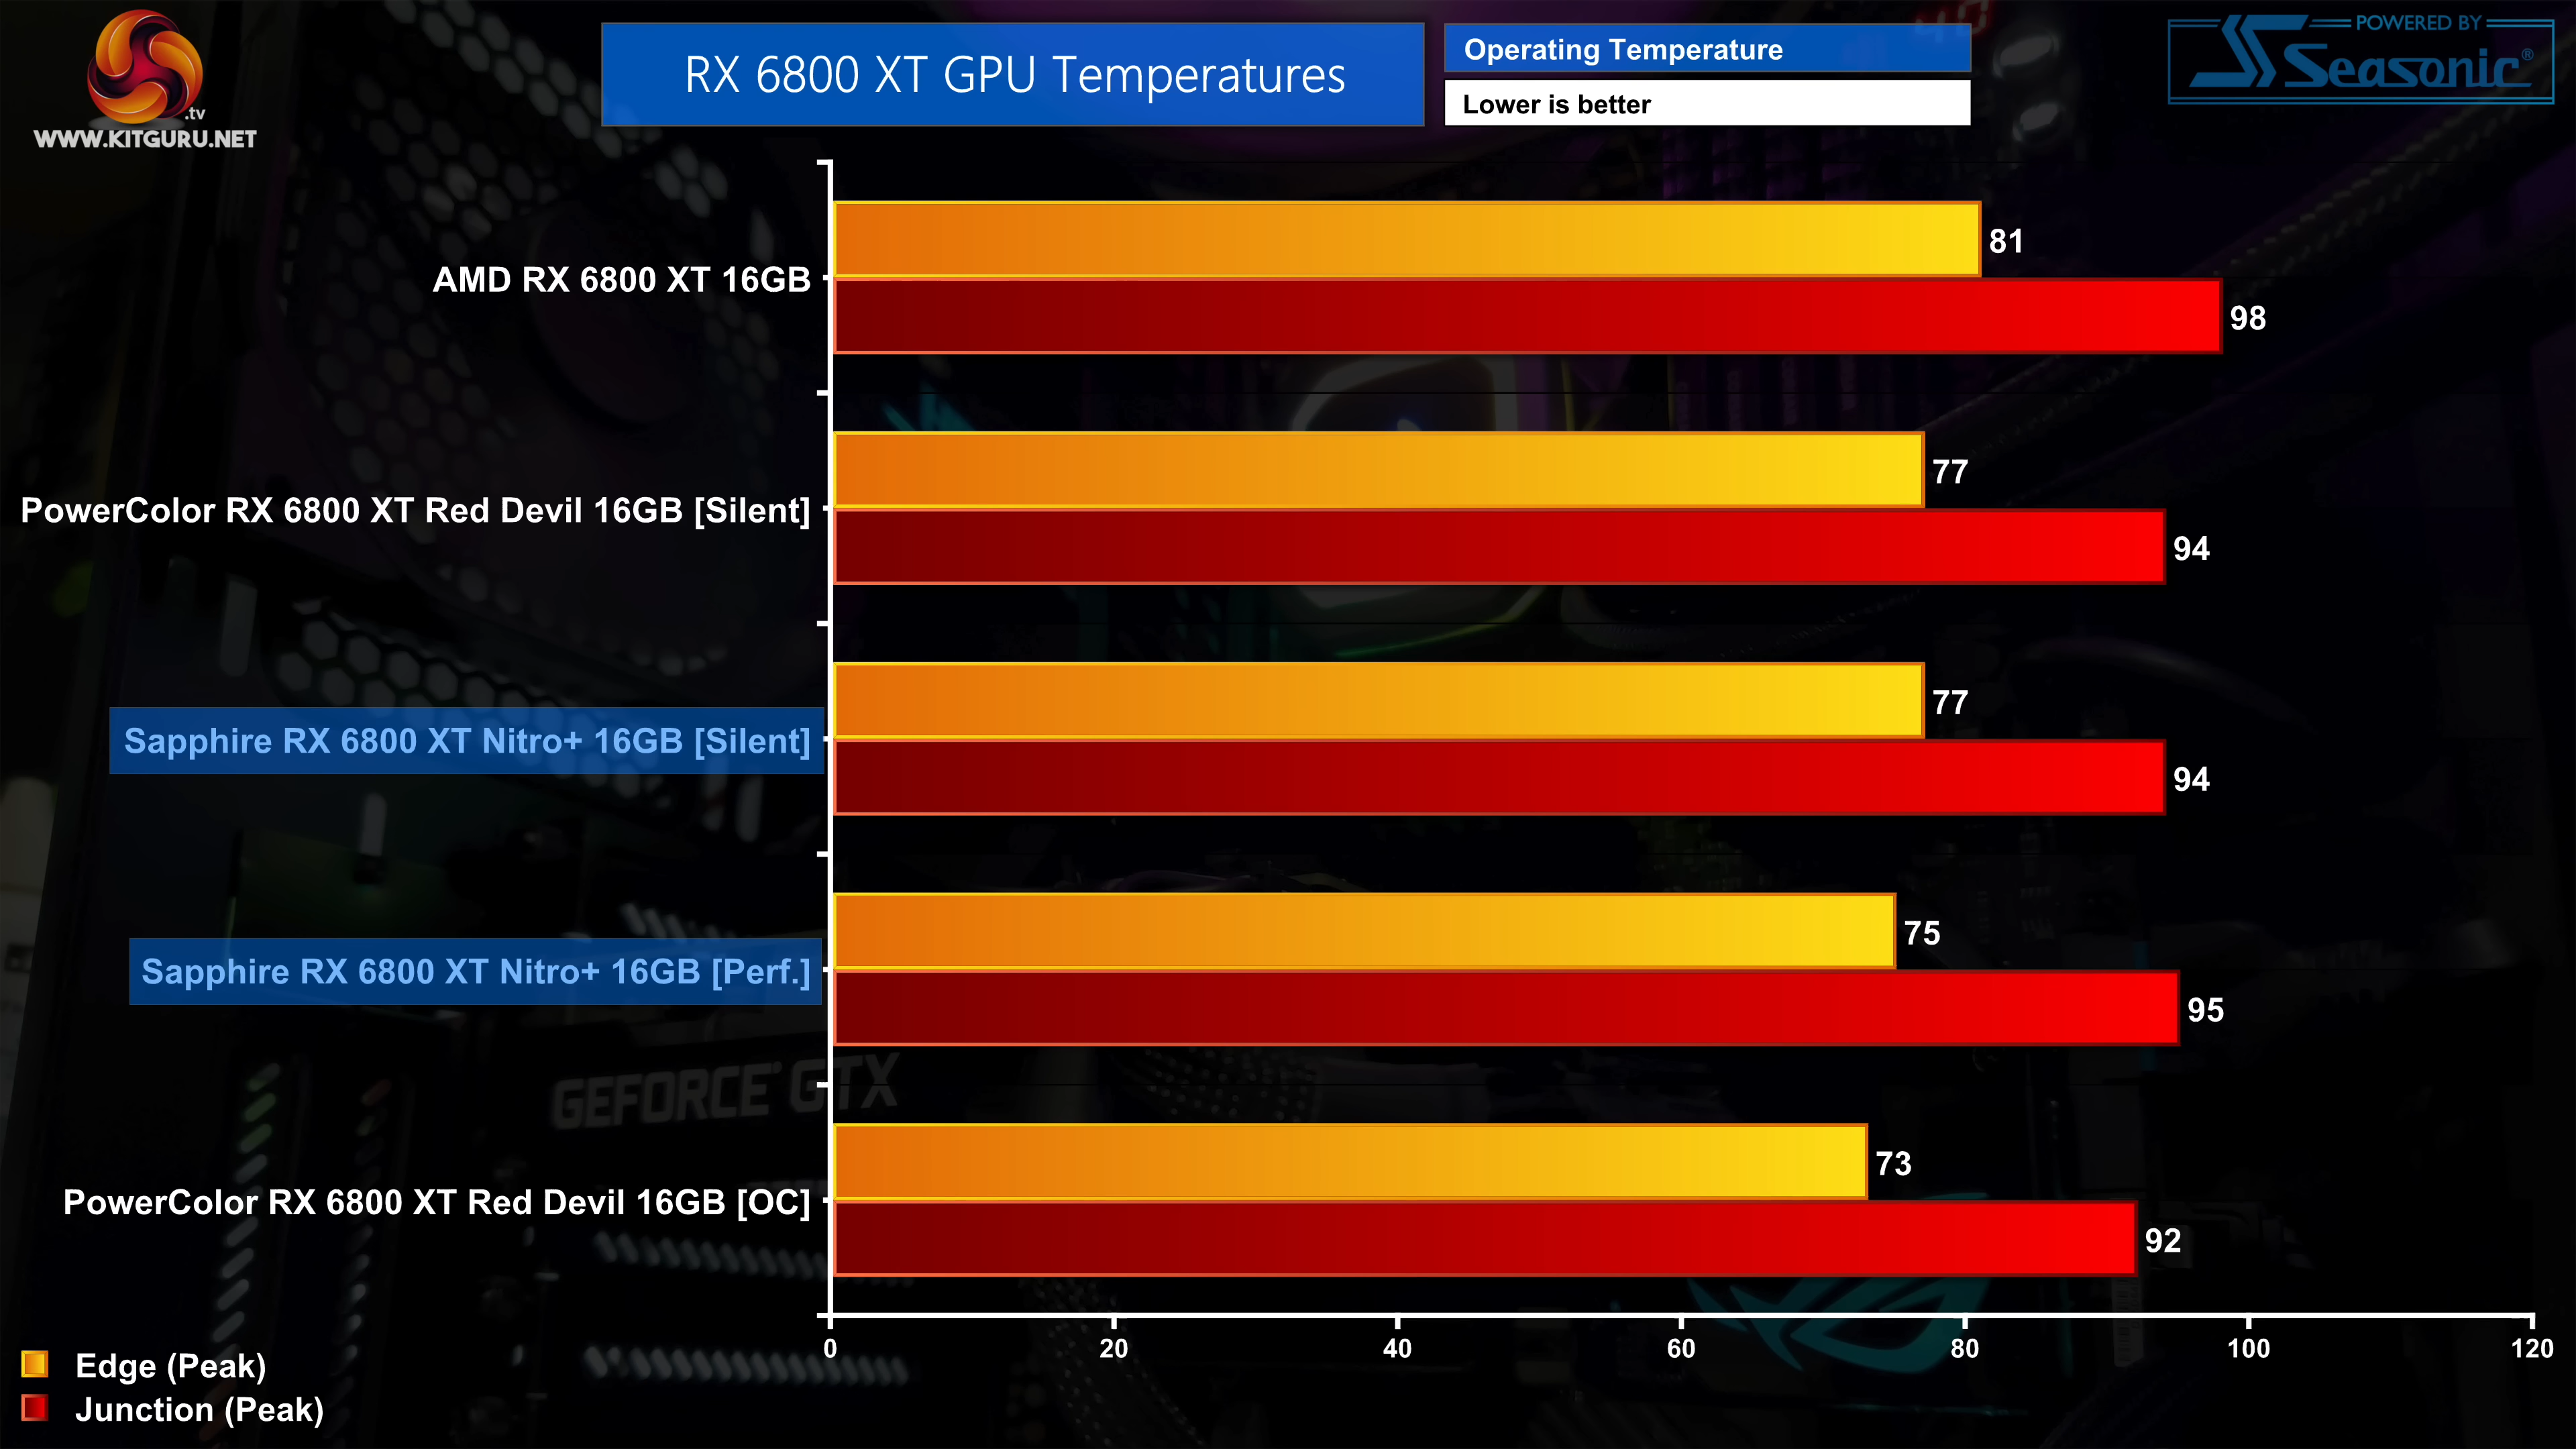 .tv
WWW.KITGURU.NET
RX 6800 XT GPU Temperatures
Operating Temperature
Lower is better
POWERED BY
Seasonic®
AMD RX 6800 XT 16GB
81
98
PowerColor RX 6800 XT Red Devil 16GB [Silent]
77
94
Sapphire RX 6800 XT Nitro+ 16GB [Silent]
77
94
Sapphire RX 6800 XT Nitro+ 16GB [Perf.]
75
95
GEFORCE GTX
PowerColor RX 6800 XT Red Devil 16GB [OC]
73
92
0 20 40 60 80 100 120
Edge (Peak)
Junction (Peak)